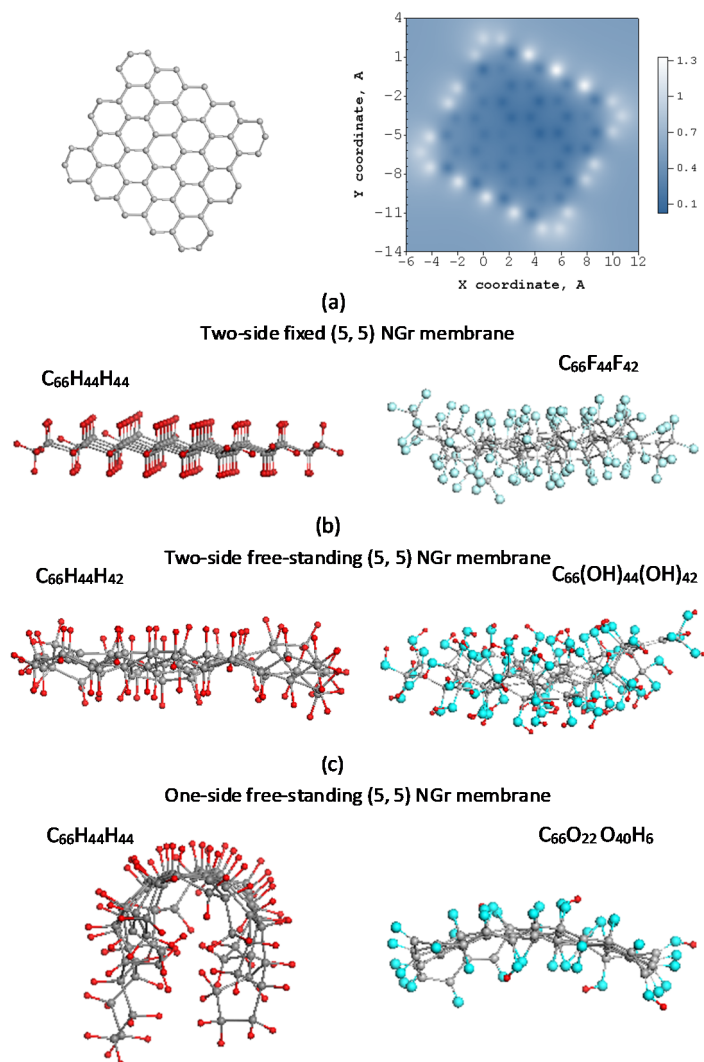 4
1
-2
-5
-8
-11
-14
Y coordinate, A
-6 -4 -2 0 2 4 6 8 10 12
X coordinate, A
1.3
1
0.7
0.4
0.1
(a)
Two-side fixed (5, 5) NGr membrane
C66H44H44
C66F44F42
(b)
Two-side free-standing (5, 5) NGr membrane
C66H44H42
C66(OH)44(OH)42
(c)
One-side free-standing (5, 5) NGr membrane
C66H44H44
C66O22 O40H6